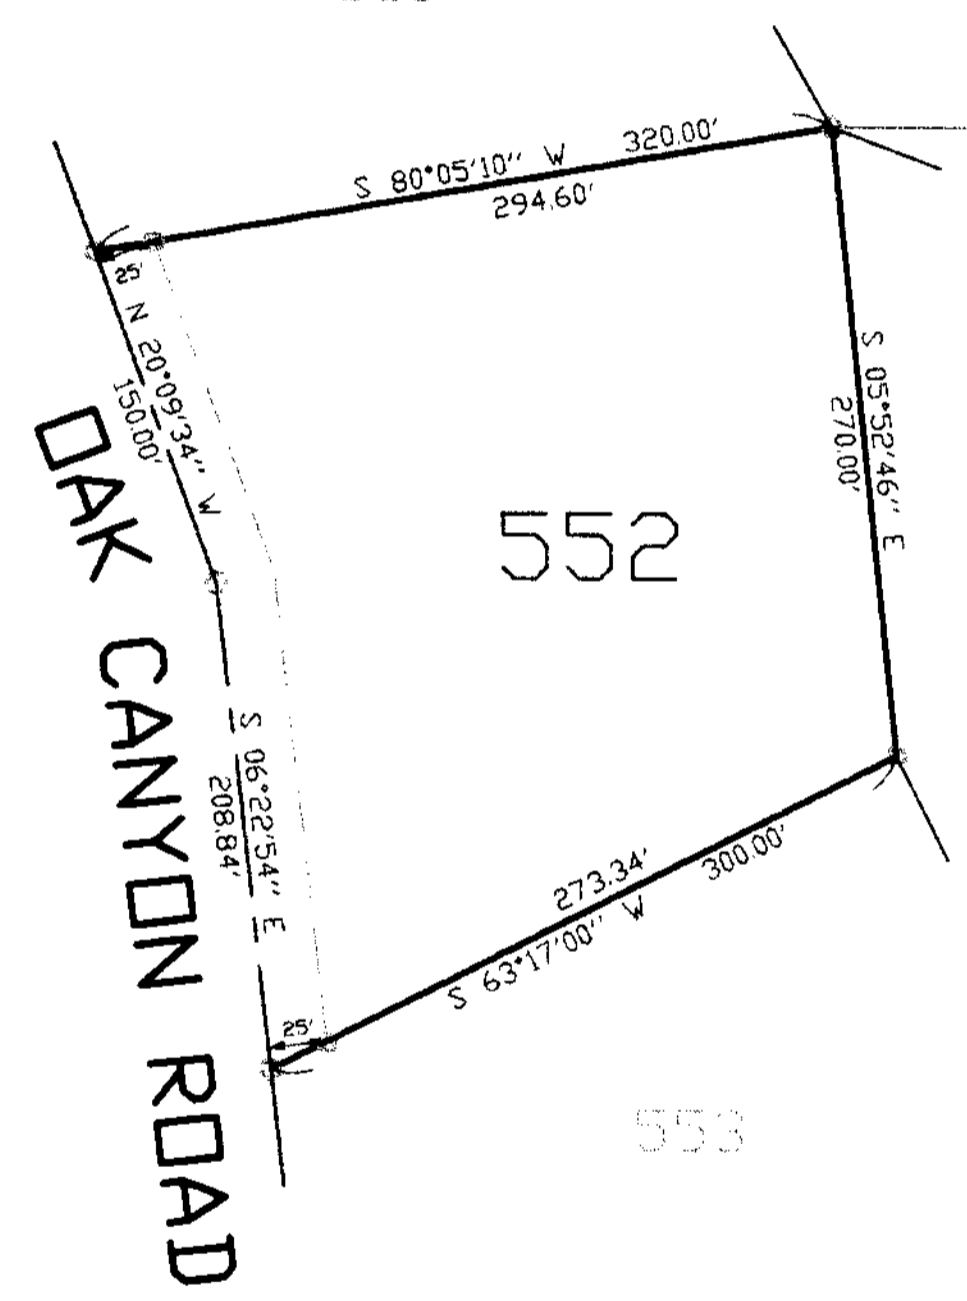 S 80°05'10" W 320.00'
294.60'
25'
N 20°09'34" W
150.00'
S 05°52'46" E
270.00'
552
OAK CANYON ROAD
S 06°22'54" E
208.84'
273.34' 300.00'
S 63°17'00" W
25'
553